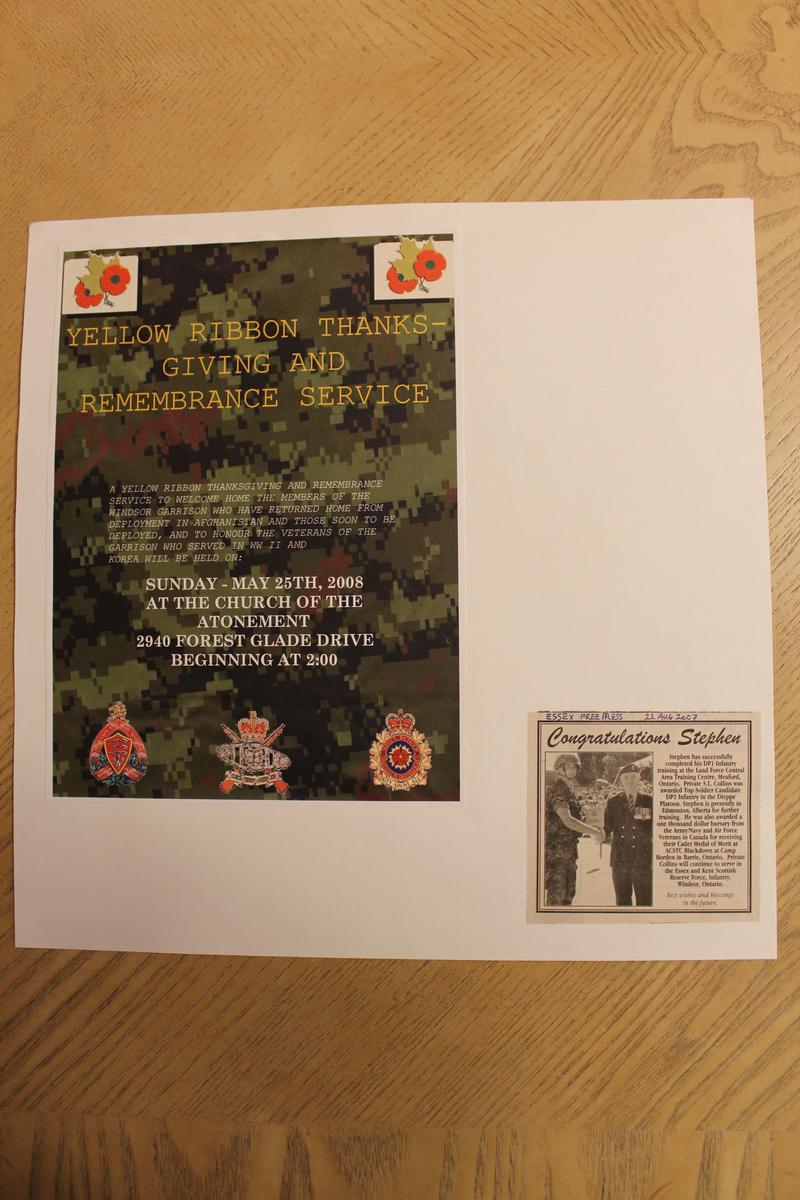 YELLOW RIBBON THANKS-
GIVING AND
REMEMBRANCE SERVICE
A YELLOW RIBBON THANKSGIVING AND REMEMBRANCE
SERVICE TO WELCOME HOME THE MEMBERS OF THE
WINDSOR GARRISON WHO HAVE RETURNED HOME FROM
DEPLOYMENT IN AFGHANISTAN AND THOSE SOON TO BE
DEPLOYED, AND TO HONOUR THE VETERANS OF THE
GARRISON WHO SERVED IN WW II AND
KOREA WILL BE HELD ON:
SUNDAY - MAY 25TH, 2008
AT THE CHURCH OF THE
ATONEMENT
2940 FOREST GLADE DRIVE
BEGINNING AT 2:00
ESSEX FREE PRESS 22 AUG 2007
Congratulations Stephen
Stephen has successfully
completed his DP1 Infantry
training at the Land Force Central
Area Training Centre, Meaford,
Ontario. Private S.L. Collins was
awarded Top Soldier Candidate
DP1 Infantry in the Dieppe
Platoon. Stephen is presently in
Edmonton, Alberta for further
training. He was also awarded a
one thousand dollar bursary from
the Army/Navy and Air Force
Veterans in Canada for receiving
their Cadet Medal of Merit at
ACSTC Blackdown at Camp
Borden in Barrie, Ontario. Private
Collins will continue to serve in
the Essex and Kent Scottish
Reserve Force, Infantry,
Windsor, Ontario.
Best wishes and blessings
in the future.